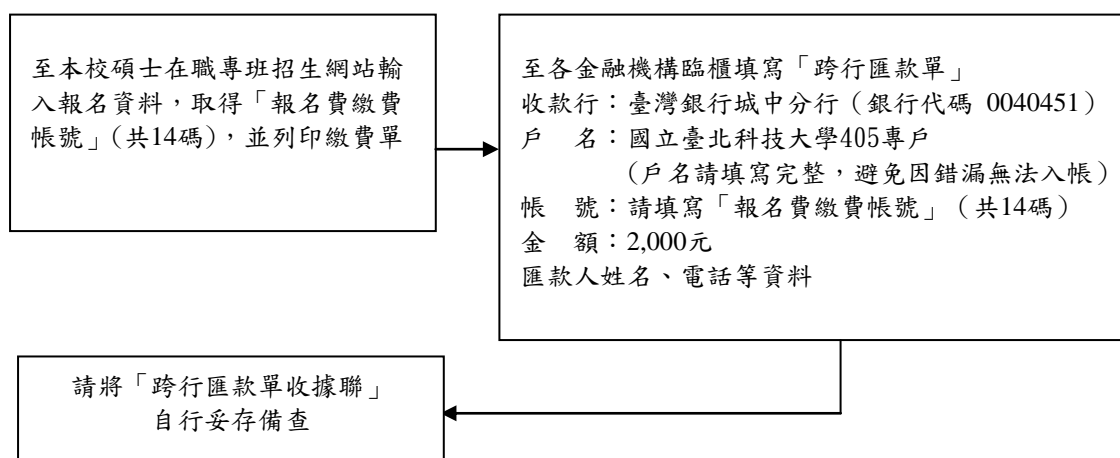 至本校碩士在職專班招生網站輸
入報名資料，取得「報名費繳費
帳號」（共14碼），並列印繳費單
至各金融機構臨櫃填寫「跨行匯款單」
收款行：臺灣銀行城中分行（銀行代碼 0040451）
戶　名：國立臺北科技大學405專戶
（戶名請填寫完整，避免因錯漏無法入帳）
帳　號：請填寫「報名費繳費帳號」（共14碼）
金　額：2,000元
匯款人姓名、電話等資料
請將「跨行匯款單收據聯」
自行妥存備查